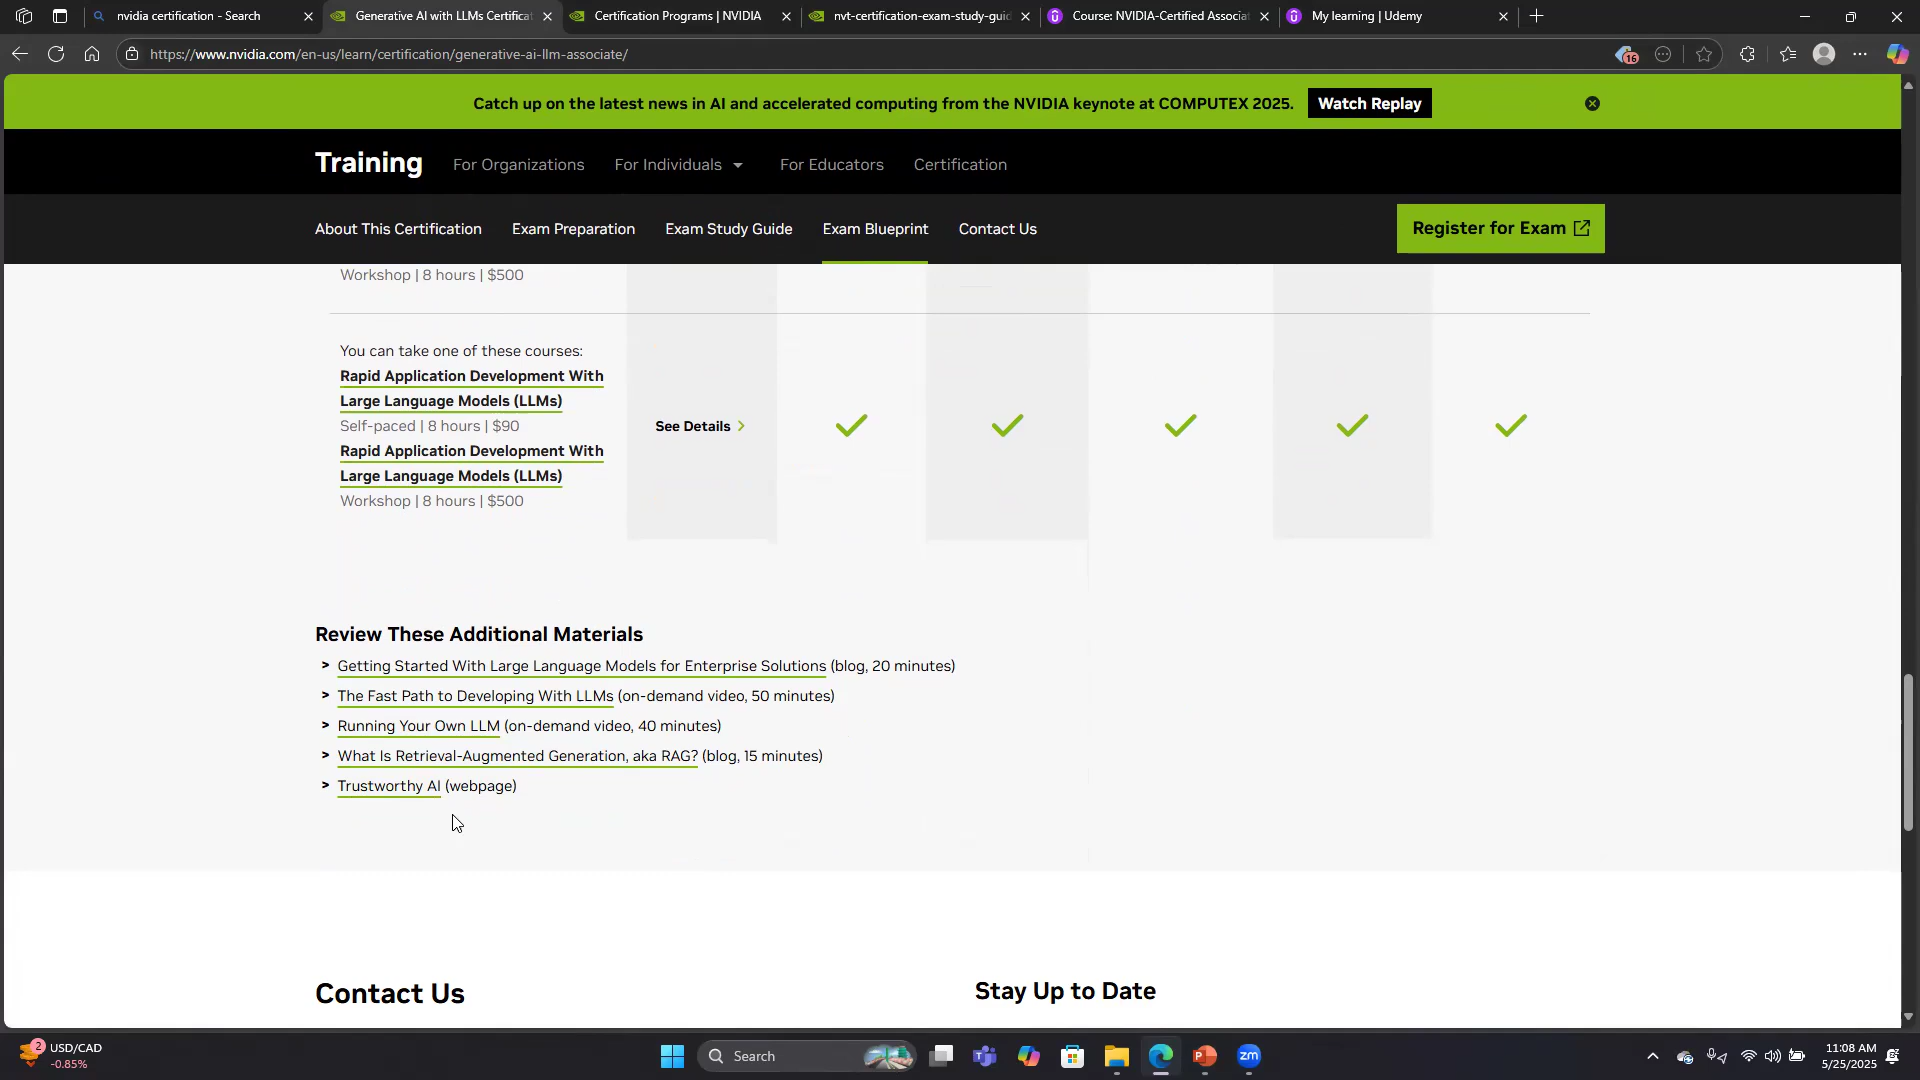 nvidia certification - Search
Generative AI with LLMs Certifica
Certification Programs | NVIDIA
nvt-certification-exam-study-guid
Course: NVIDIA-Certified Associat
My learning | Udemy
https://www.nvidia.com/en-us/learn/certification/generative-ai-llm-associate/
16
Catch up on the latest news in AI and accelerated computing from the NVIDIA keynote at COMPUTEX 2025.
Watch Replay
Training
For Organizations
For Individuals
For Educators
Certification
About This Certification
Exam Preparation
Exam Study Guide
Exam Blueprint
Contact Us
Register for Exam
Workshop | 8 hours | $500
You can take one of these courses:
Rapid Application Development With
Large Language Models (LLMs)
Self-paced | 8 hours | $90
Rapid Application Development With
Large Language Models (LLMs)
Workshop | 8 hours | $500
See Details
Review These Additional Materials
> Getting Started With Large Language Models for Enterprise Solutions (blog, 20 minutes)
> The Fast Path to Developing With LLMs (on-demand video, 50 minutes)
> Running Your Own LLM (on-demand video, 40 minutes)
> What Is Retrieval-Augmented Generation, aka RAG? (blog, 15 minutes)
> Trustworthy AI (webpage)
Contact Us
Stay Up to Date
2
USD/CAD
-0.85%
Search
zm
11:08 AM
5/25/2025